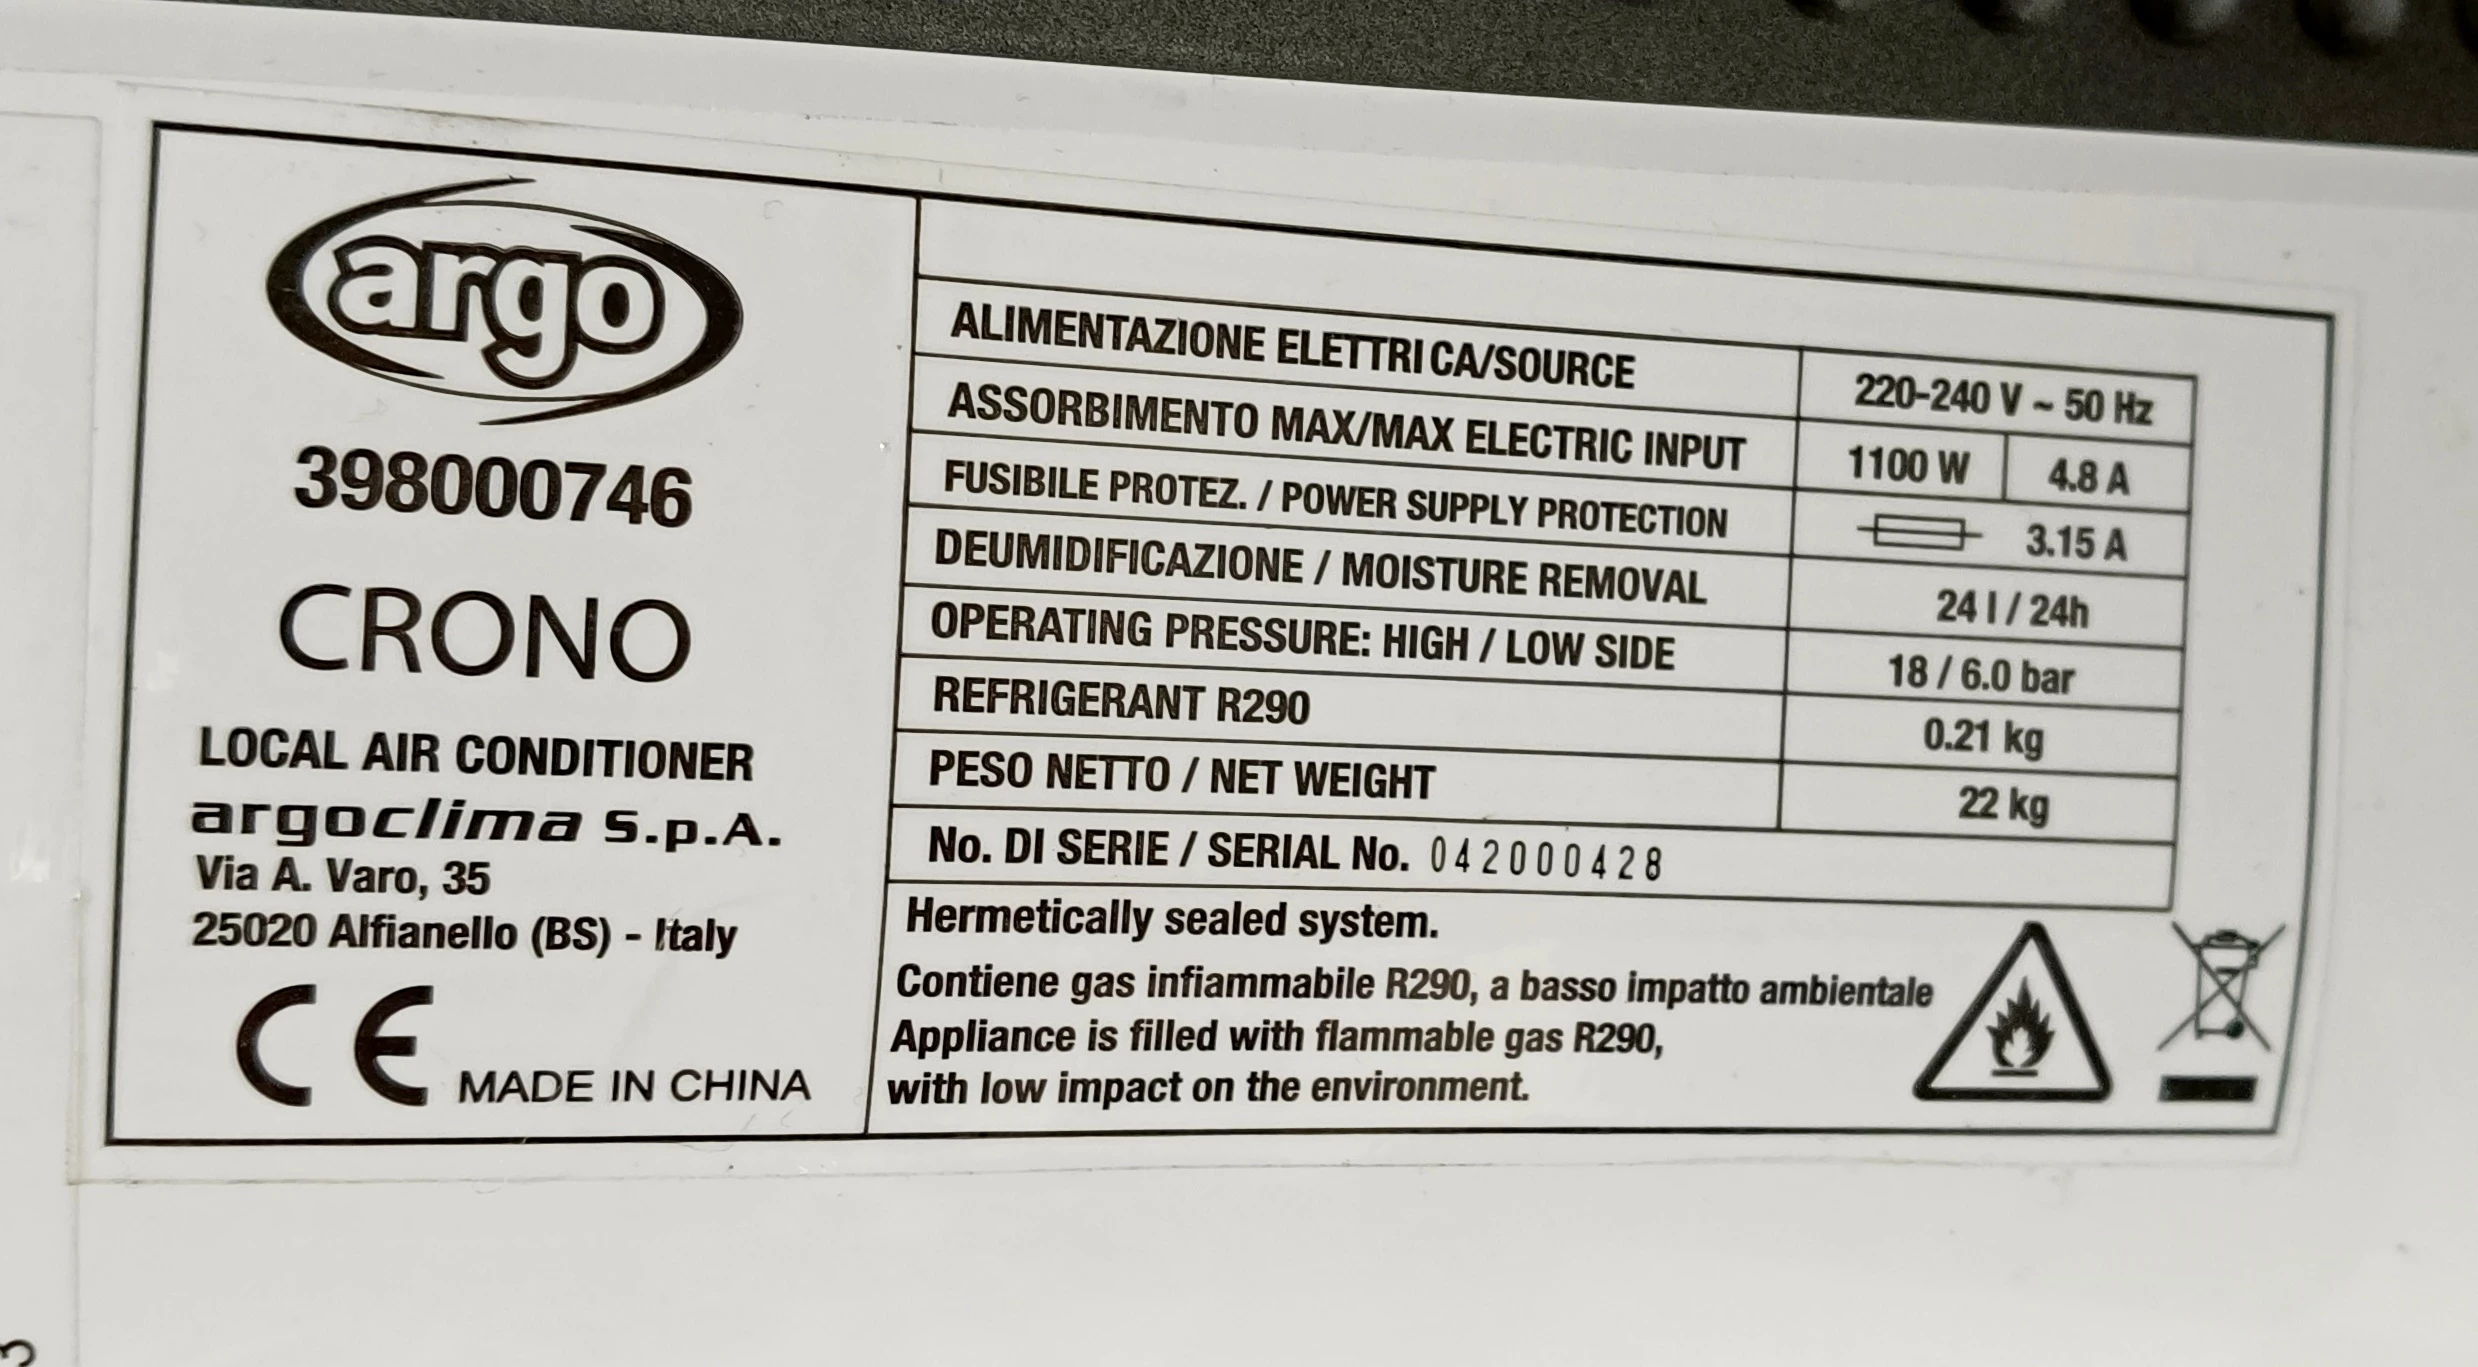 argo
398000746
CRONO
LOCAL AIR CONDITIONER
argoclima S.p.A.
Via A. Varo, 35
25020 Alfianello (BS) - Italy
CE MADE IN CHINA
ALIMENTAZIONE ELETTRICA/SOURCE 220-240 V ~ 50 Hz
ASSORBIMENTO MAX/MAX ELECTRIC INPUT 1100 W 4.8 A
FUSIBILE PROTEZ. / POWER SUPPLY PROTECTION 3.15 A
DEUMIDIFICAZIONE / MOISTURE REMOVAL 24 l / 24h
OPERATING PRESSURE: HIGH / LOW SIDE 18 / 6.0 bar
REFRIGERANT R290 0.21 kg
PESO NETTO / NET WEIGHT 22 kg
No. DI SERIE / SERIAL No. 042000428
Hermetically sealed system.
Contiene gas infiammabile R290, a basso impatto ambientale
Appliance is filled with flammable gas R290,
with low impact on the environment.
3